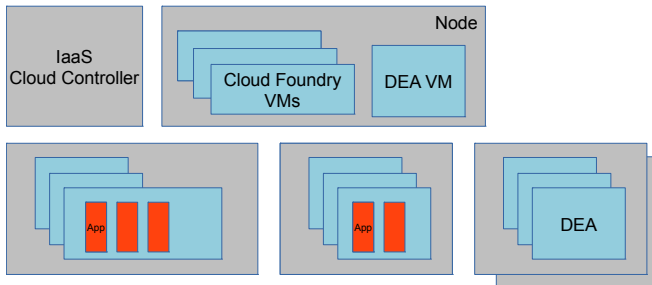 IaaS
Cloud Controller
Node
Cloud Foundry
VMs
DEA VM
App
App
DEA